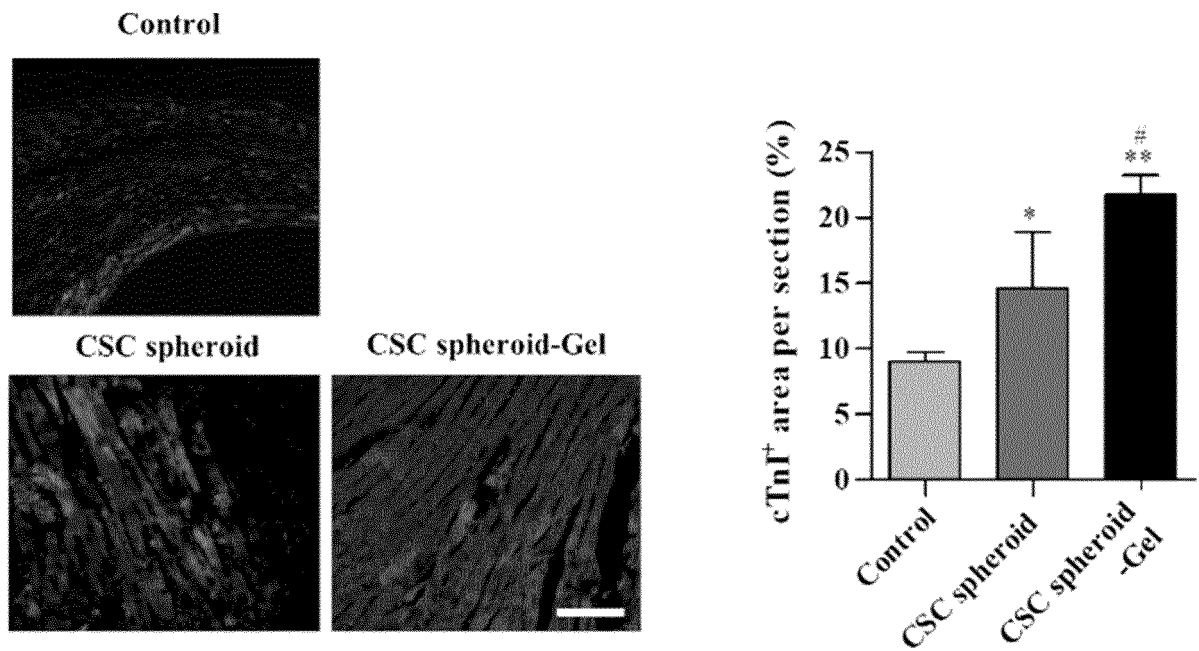 Control
CSC spheroid
CSC spheroid-Gel
cTnI⁺ area per section (%)
25
20
15
10
5
0
*
#
**
Control
CSC spheroid
CSC spheroid
-Gel